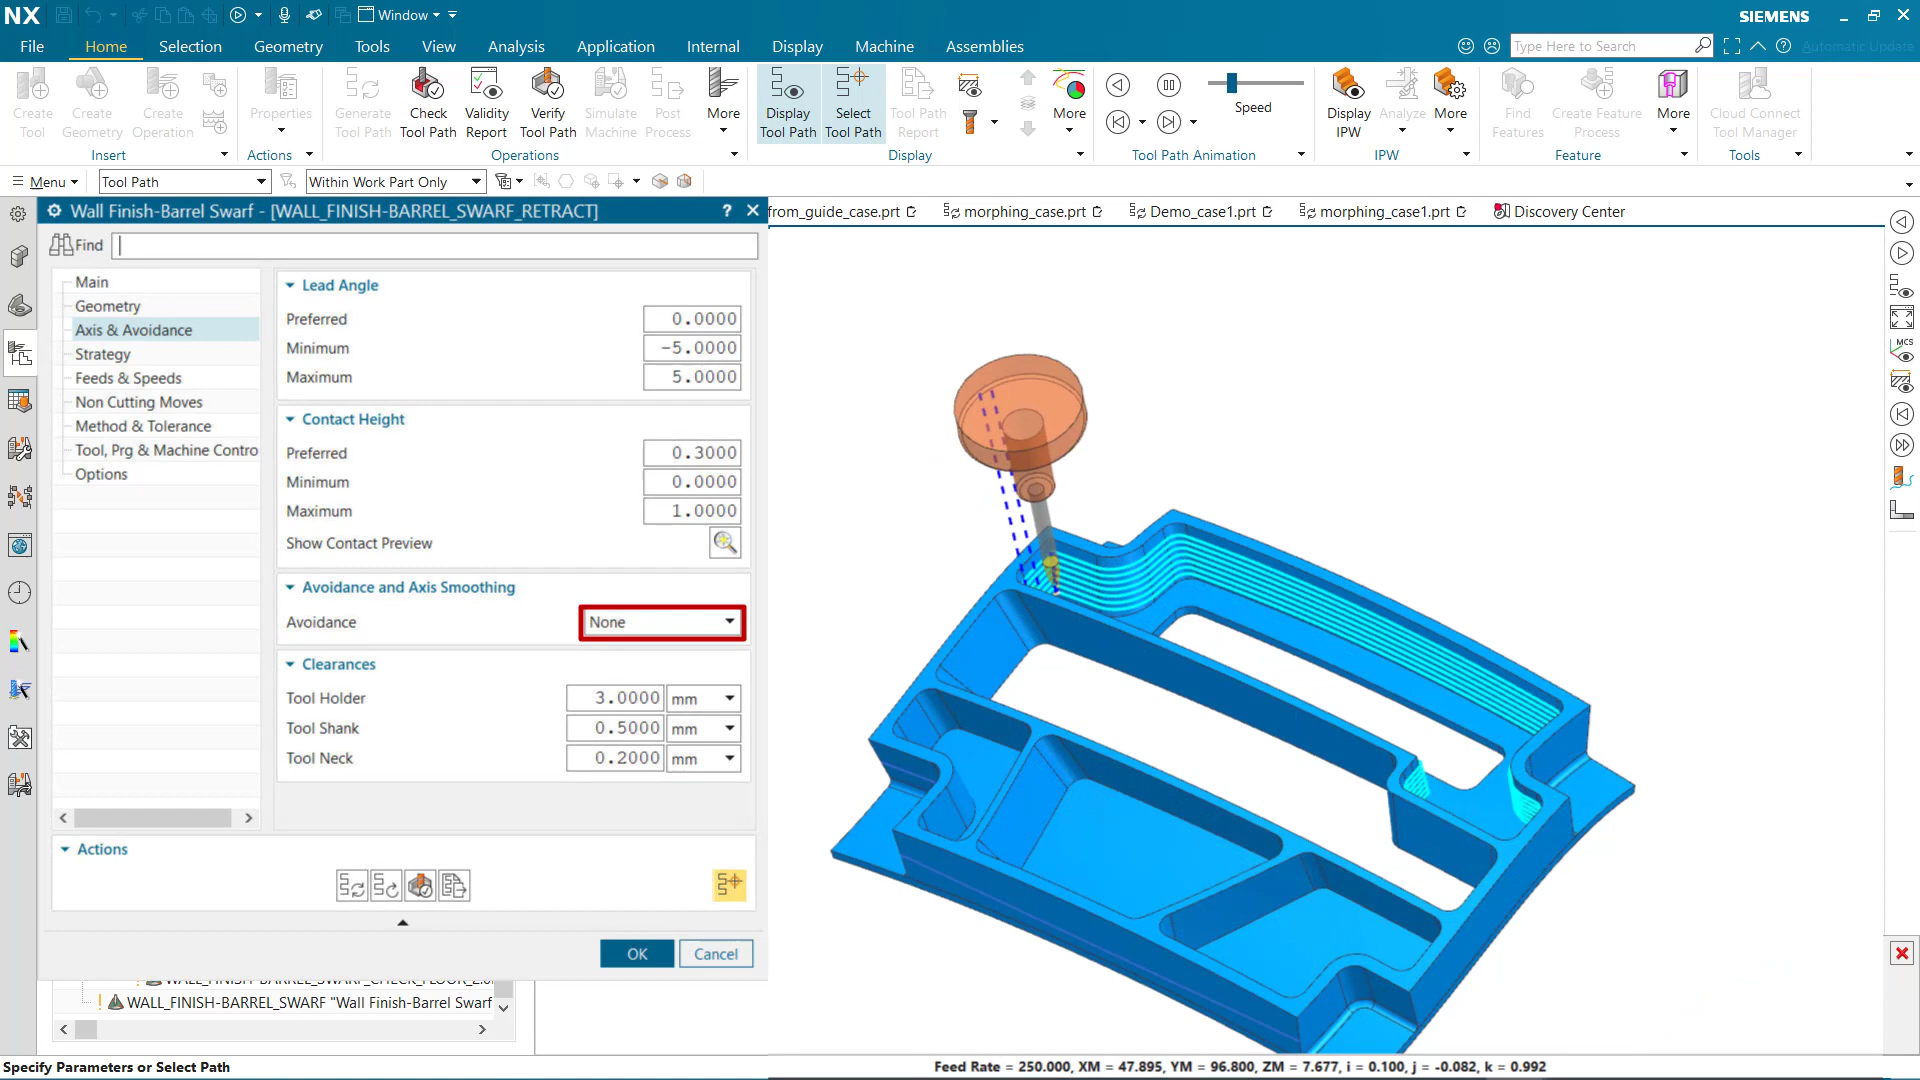 NX Window SIEMENS
File Home Selection Geometry Tools View Analysis Application Internal Display Machine Assemblies Type Here to Search Automatic Update
Create Tool Create Geometry Create Operation Properties Generate Tool Path Check Tool Path Validity Report Verify Tool Path Simulate Machine Post Process More Display Tool Path Select Tool Path Tool Path Report More Speed Display IPW Analyze More Find Features Create Feature Process More Cloud Connect Tool Manager
Insert Actions Operations Display Tool Path Animation IPW Feature Tools
Menu Tool Path Within Work Part Only
Wall Finish-Barrel Swarf - [WALL_FINISH-BARREL_SWARF_RETRACT] ? from_guide_case.prt morphing_case.prt Demo_case1.prt morphing_case1.prt Discovery Center
Find
Main
Geometry
Axis & Avoidance
Strategy
Feeds & Speeds
Non Cutting Moves
Method & Tolerance
Tool, Prg & Machine Contro
Options
Lead Angle
Preferred 0.0000
Minimum -5.0000
Maximum 5.0000
Contact Height
Preferred 0.3000
Minimum 0.0000
Maximum 1.0000
Show Contact Preview
Avoidance and Axis Smoothing
Avoidance None
Clearances
Tool Holder 3.0000 mm
Tool Shank 0.5000 mm
Tool Neck 0.2000 mm
MCS
Actions
OK Cancel
WALL_FINISH-BARREL_SWARF "Wall Finish-Barrel Swarf
Specify Parameters or Select Path Feed Rate = 250.000, XM = 47.895, YM = 96.800, ZM = 7.677, i = 0.100, j = -0.082, k = 0.992